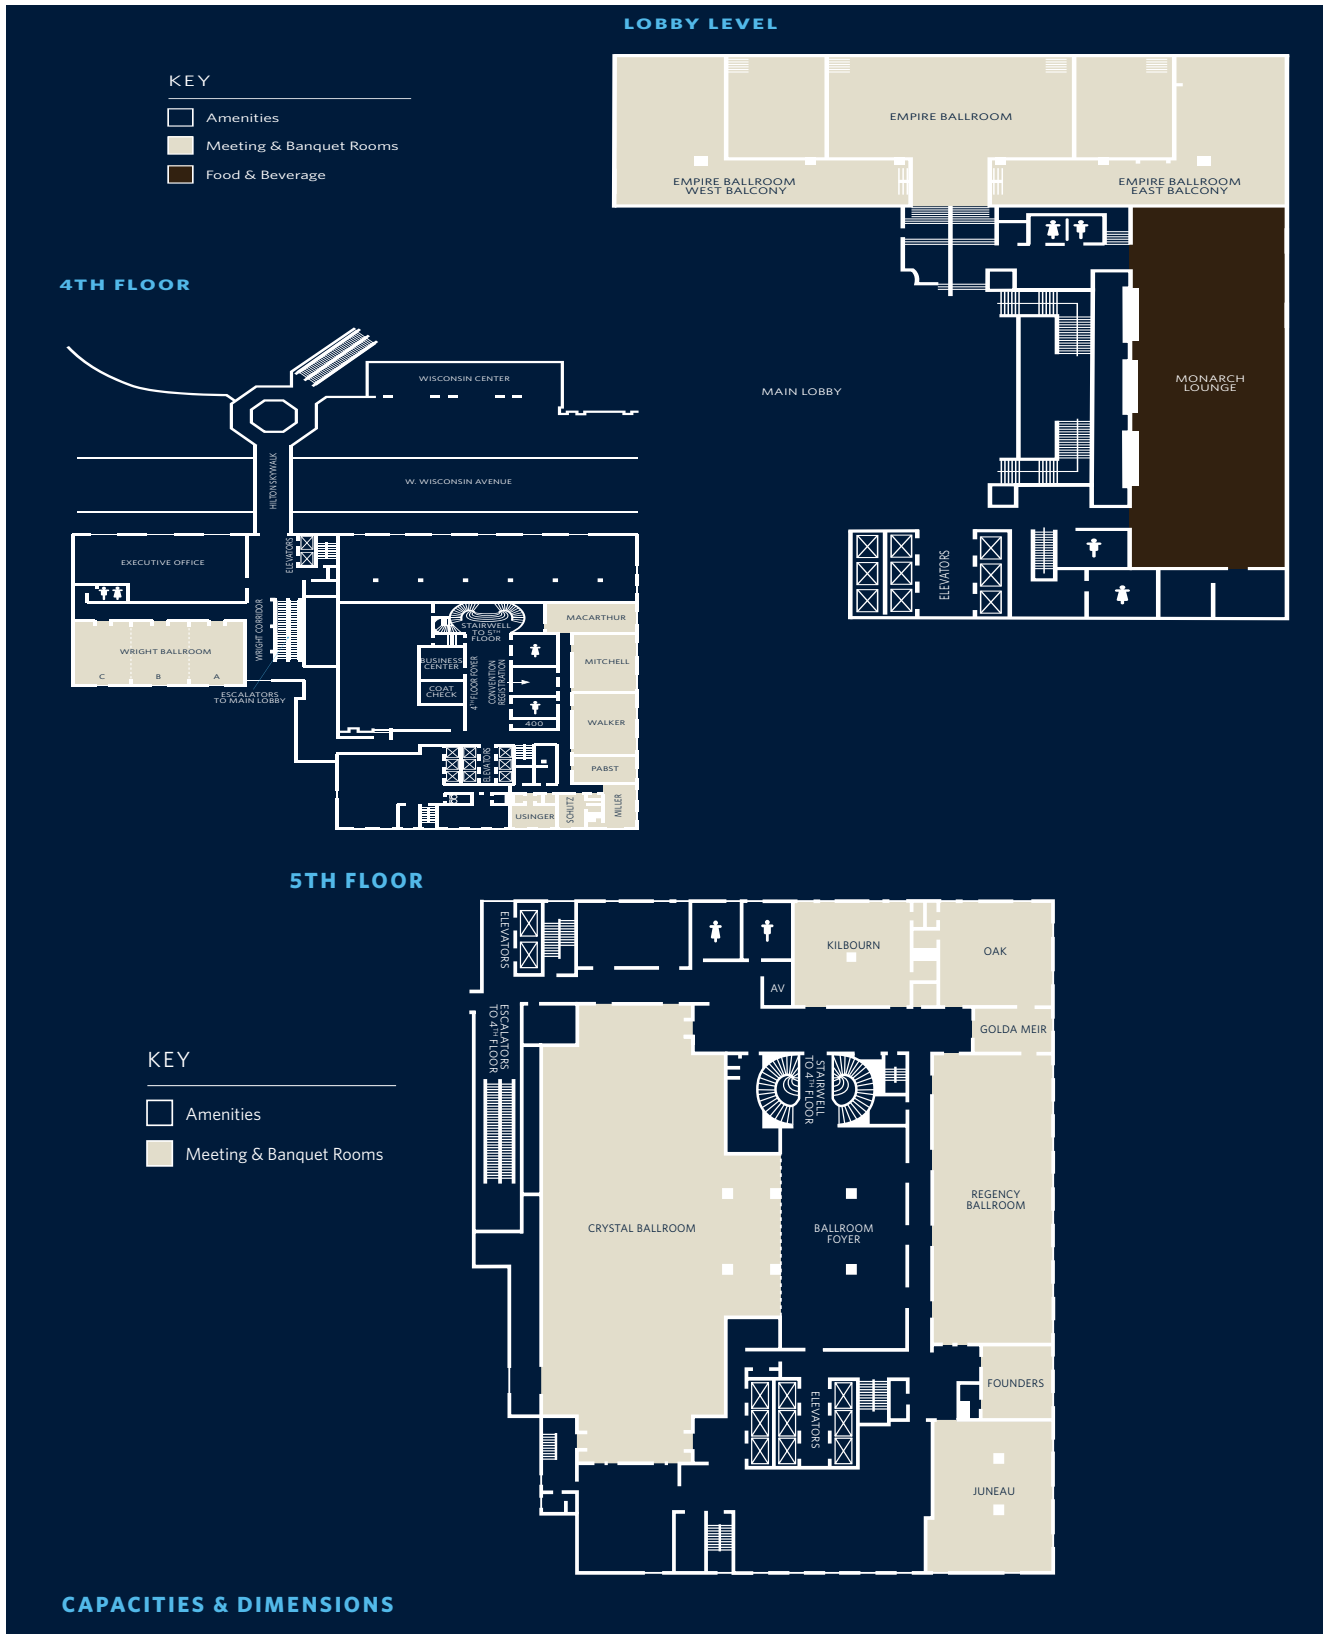 LOBBY LEVEL
KEY
Amenities
Meeting & Banquet Rooms
Food & Beverage
EMPIRE BALLROOM
EMPIRE BALLROOM
WEST BALCONY
EMPIRE BALLROOM
EAST BALCONY
MAIN LOBBY
MONARCH
LOUNGE
ELEVATORS
4TH FLOOR
WISCONSIN CENTER
HILTON SKYWALK
W. WISCONSIN AVENUE
EXECUTIVE OFFICE
ELEVATORS
WRIGHT CORRIDOR
WRIGHT BALLROOM
C
B
A
ESCALATORS
TO MAIN LOBBY
STAIRWELL
TO 5TH
FLOOR
BUSINESS
CENTER
COAT
CHECK
4TH FLOOR FOYER
CONVENTION
REGISTRATION
400
ELEVATORS
MACARTHUR
MITCHELL
WALKER
PABST
USINGER
SCHLITZ
MILLER
5TH FLOOR
KEY
Amenities
Meeting & Banquet Rooms
ELEVATORS
ESCALATORS
TO 4TH FLOOR
KILBOURN
OAK
AV
GOLDA MEIR
STAIRWELL
TO 4TH FLOOR
CRYSTAL BALLROOM
BALLROOM
FOYER
REGENCY
BALLROOM
FOUNDERS
ELEVATORS
JUNEAU
CAPACITIES & DIMENSIONS